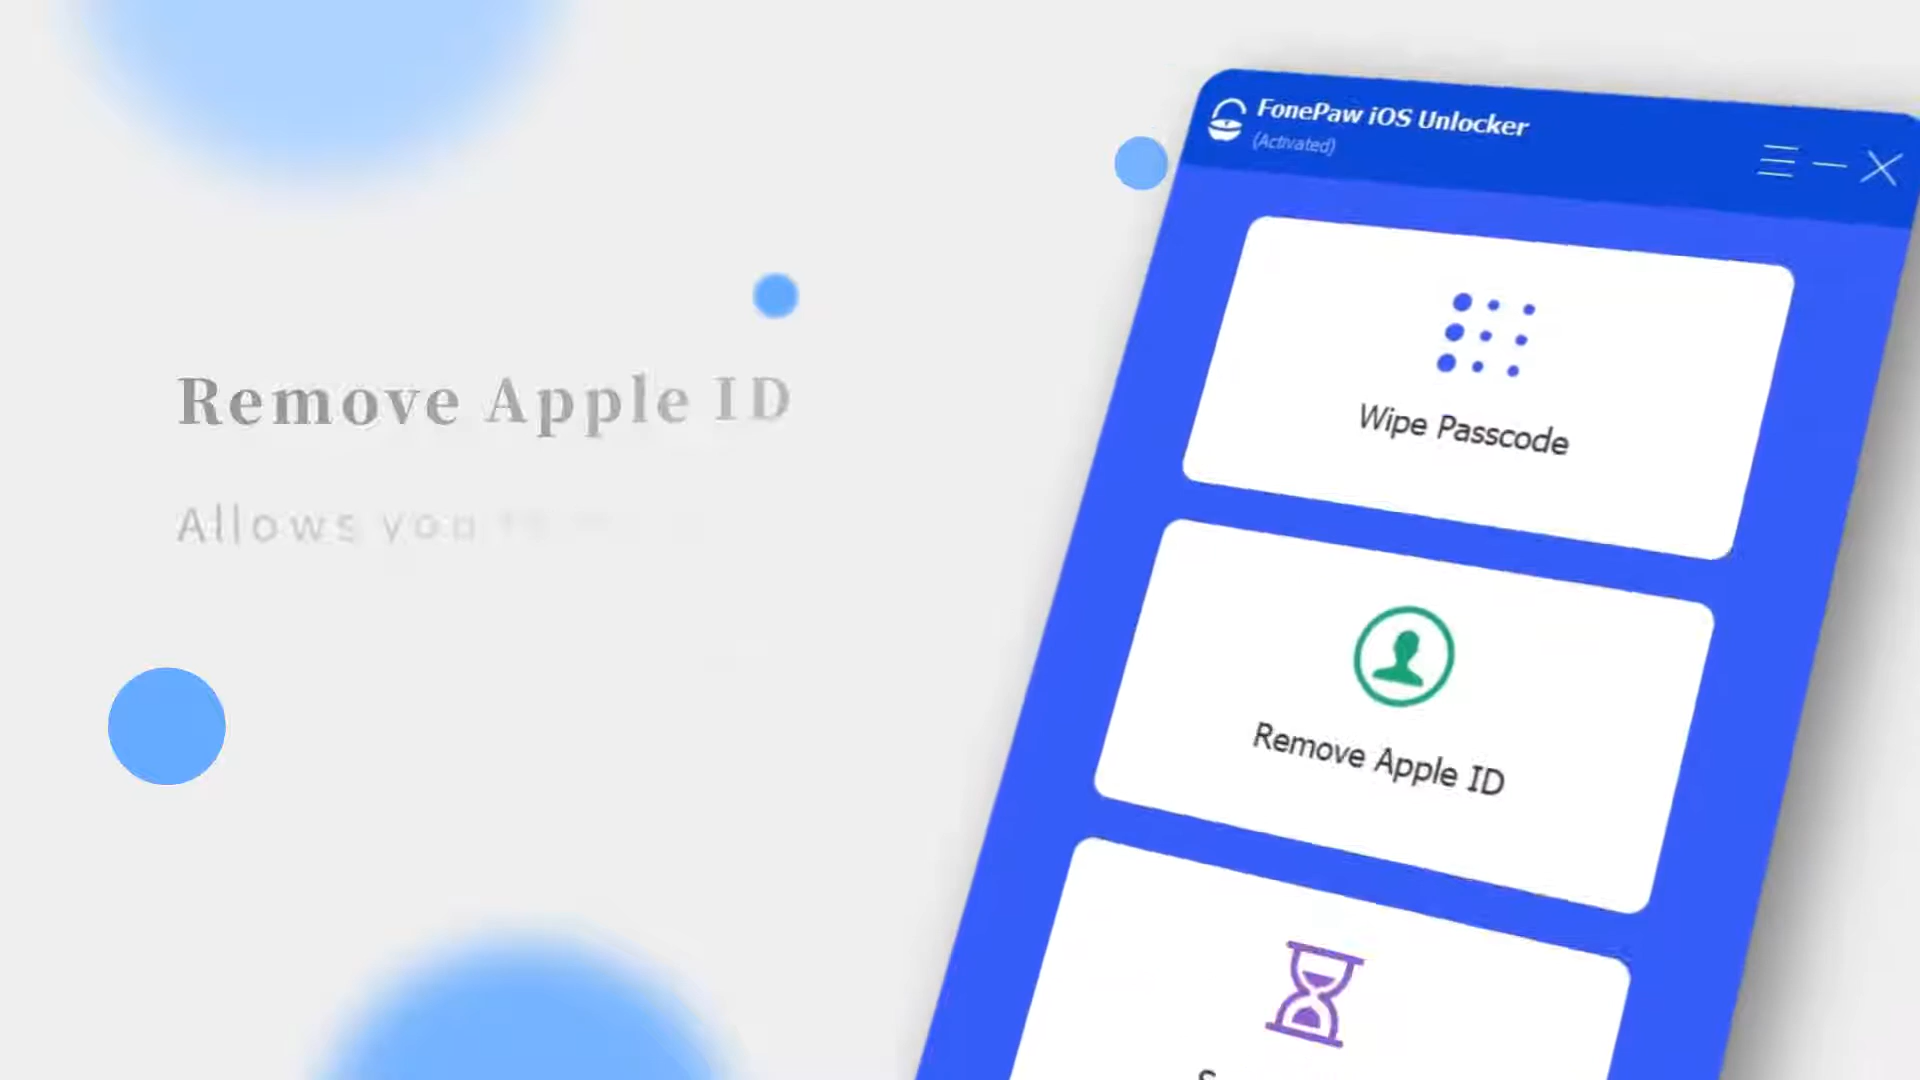 Remove Apple ID
Allows you
FonePaw iOS Unlocker
(Activated)
Wipe Passcode
Remove Apple ID